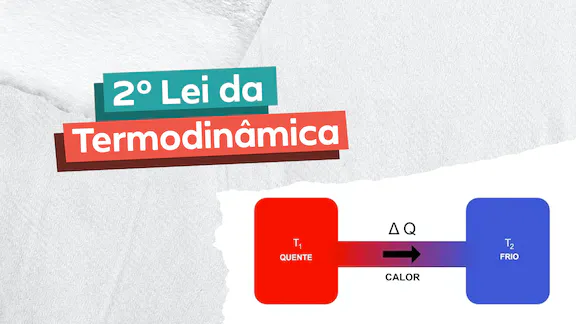 2º Lei da
Termodinâmica
Δ Q
T₁
QUENTE
T₂
FRIO
CALOR